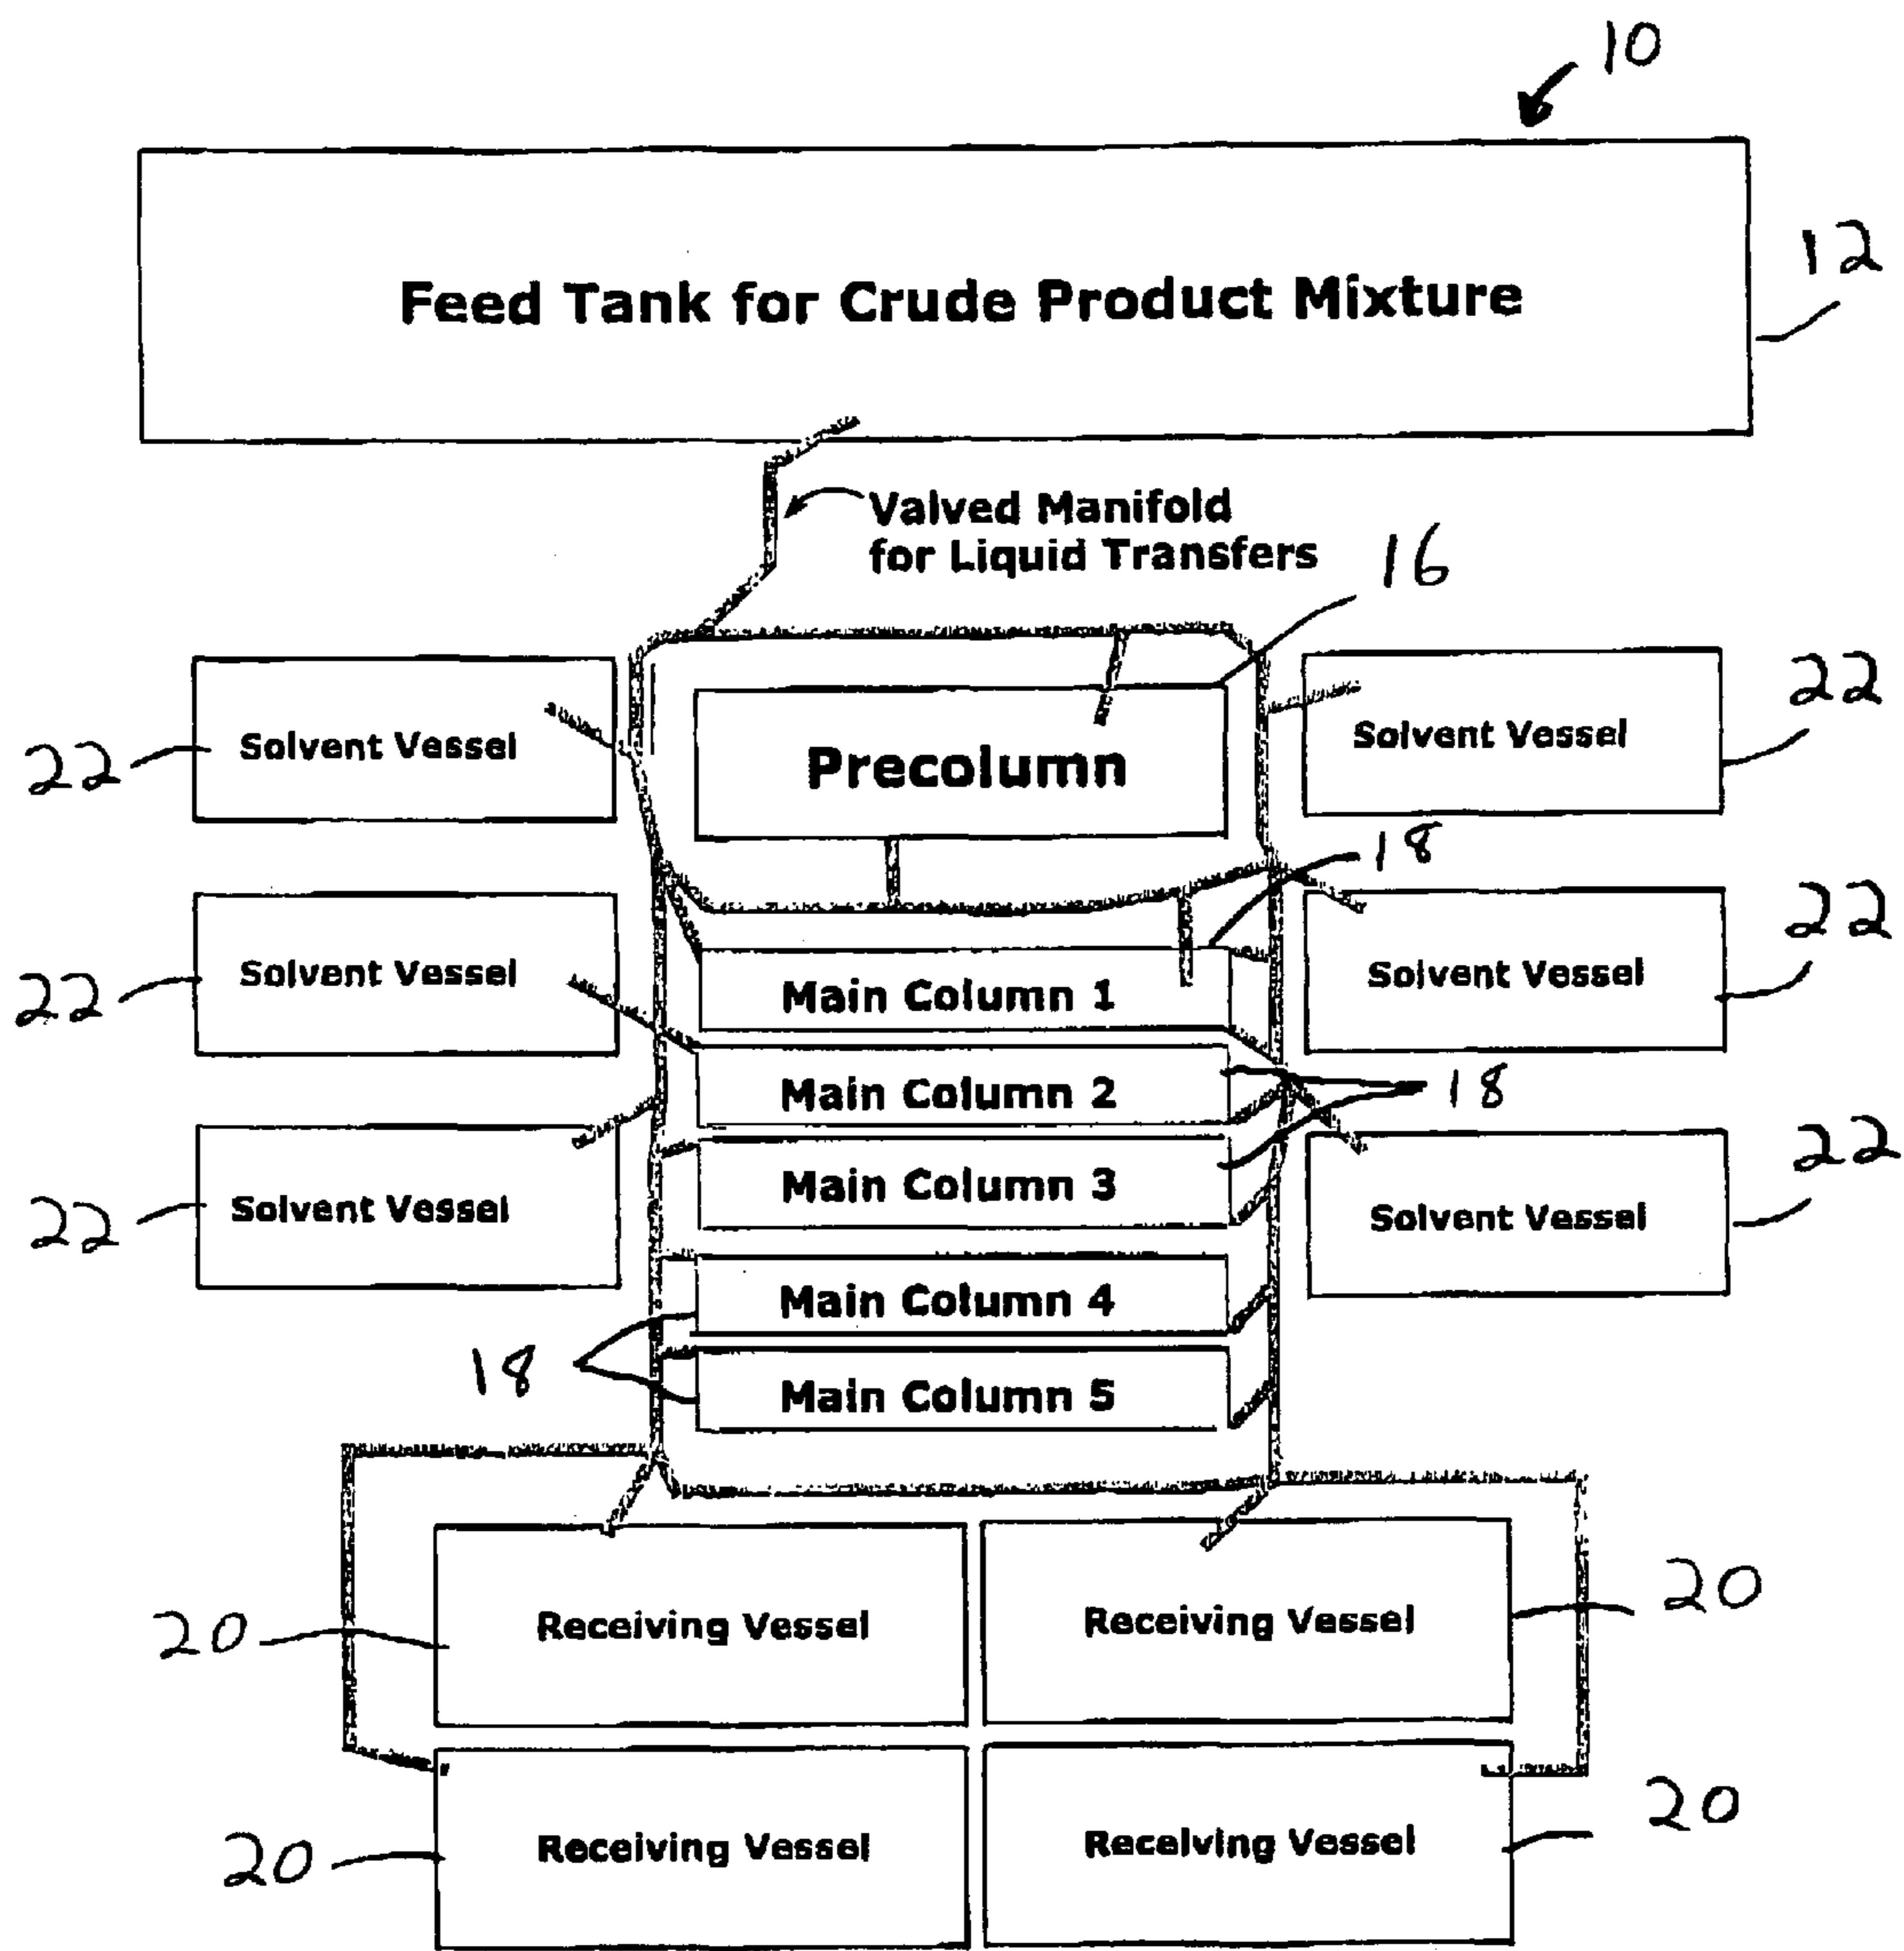 10
12
Feed Tank for Crude Product Mixture
Valved Manifold
for Liquid Transfers
16
22
Solvent Vessel
Precolumn
Solvent Vessel
22
18
22
Solvent Vessel
Main Column 1
Solvent Vessel
22
Main Column 2
18
22
Solvent Vessel
Main Column 3
Solvent Vessel
22
Main Column 4
18
Main Column 5
20
Receiving Vessel
Receiving Vessel
20
20
Receiving Vessel
Receiving Vessel
20